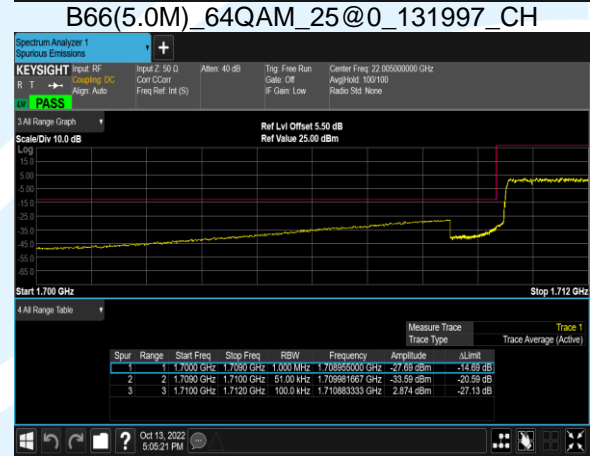 B66(5.0M)_64QAM_25@0_131997_CH
Spectrum Analyzer 1
Spurious Emissions
+
KEYSIGHT Input: RF Input Z: 50 Ω Atten: 40 dB Trig: Free Run Center Freq: 22.005000000 GHz
R T Coupling: DC Corr CCorr Gate: Off Avg|Hold: 100/100
Align: Auto Freq Ref: Int (S) IF Gain: Low Radio Std: None
LV PASS
3 All Range Graph
Ref Lvl Offset 5.50 dB
Scale/Div 10.0 dB Ref Value 25.00 dBm
Log
15.0
5.00
-5.00
-15.0
-25.0
-35.0
-45.0
-55.0
-65.0
Start 1.700 GHz Stop 1.712 GHz
4 All Range Table
Measure Trace Trace 1
Trace Type Trace Average (Active)
Spur Range Start Freq Stop Freq RBW Frequency Amplitude ΔLimit
1 1 1.7000 GHz 1.7090 GHz 1.000 MHz 1.708955000 GHz -27.69 dBm -14.69 dB
2 2 1.7090 GHz 1.7100 GHz 51.00 kHz 1.709981667 GHz -33.59 dBm -20.59 dB
3 3 1.7100 GHz 1.7120 GHz 100.0 kHz 1.710883333 GHz 2.874 dBm -27.13 dB
? Oct 13, 2022
5:05:21 PM